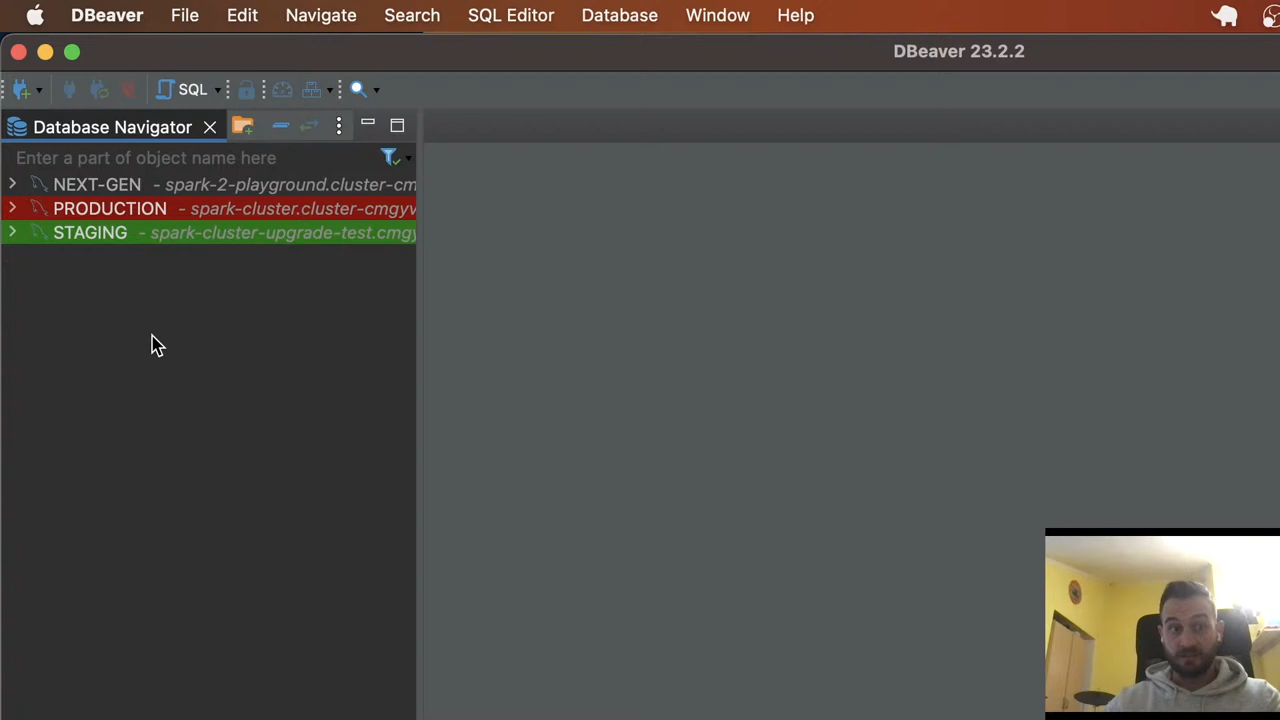 DBeaver File Edit Navigate Search SQL Editor Database Window Help
DBeaver 23.2.2
SQL
Database Navigator
Enter a part of object name here
NEXT-GEN - spark-2-playground.cluster-cm
PRODUCTION - spark-cluster.cluster-cmgyv
STAGING - spark-cluster-upgrade-test.cmgy